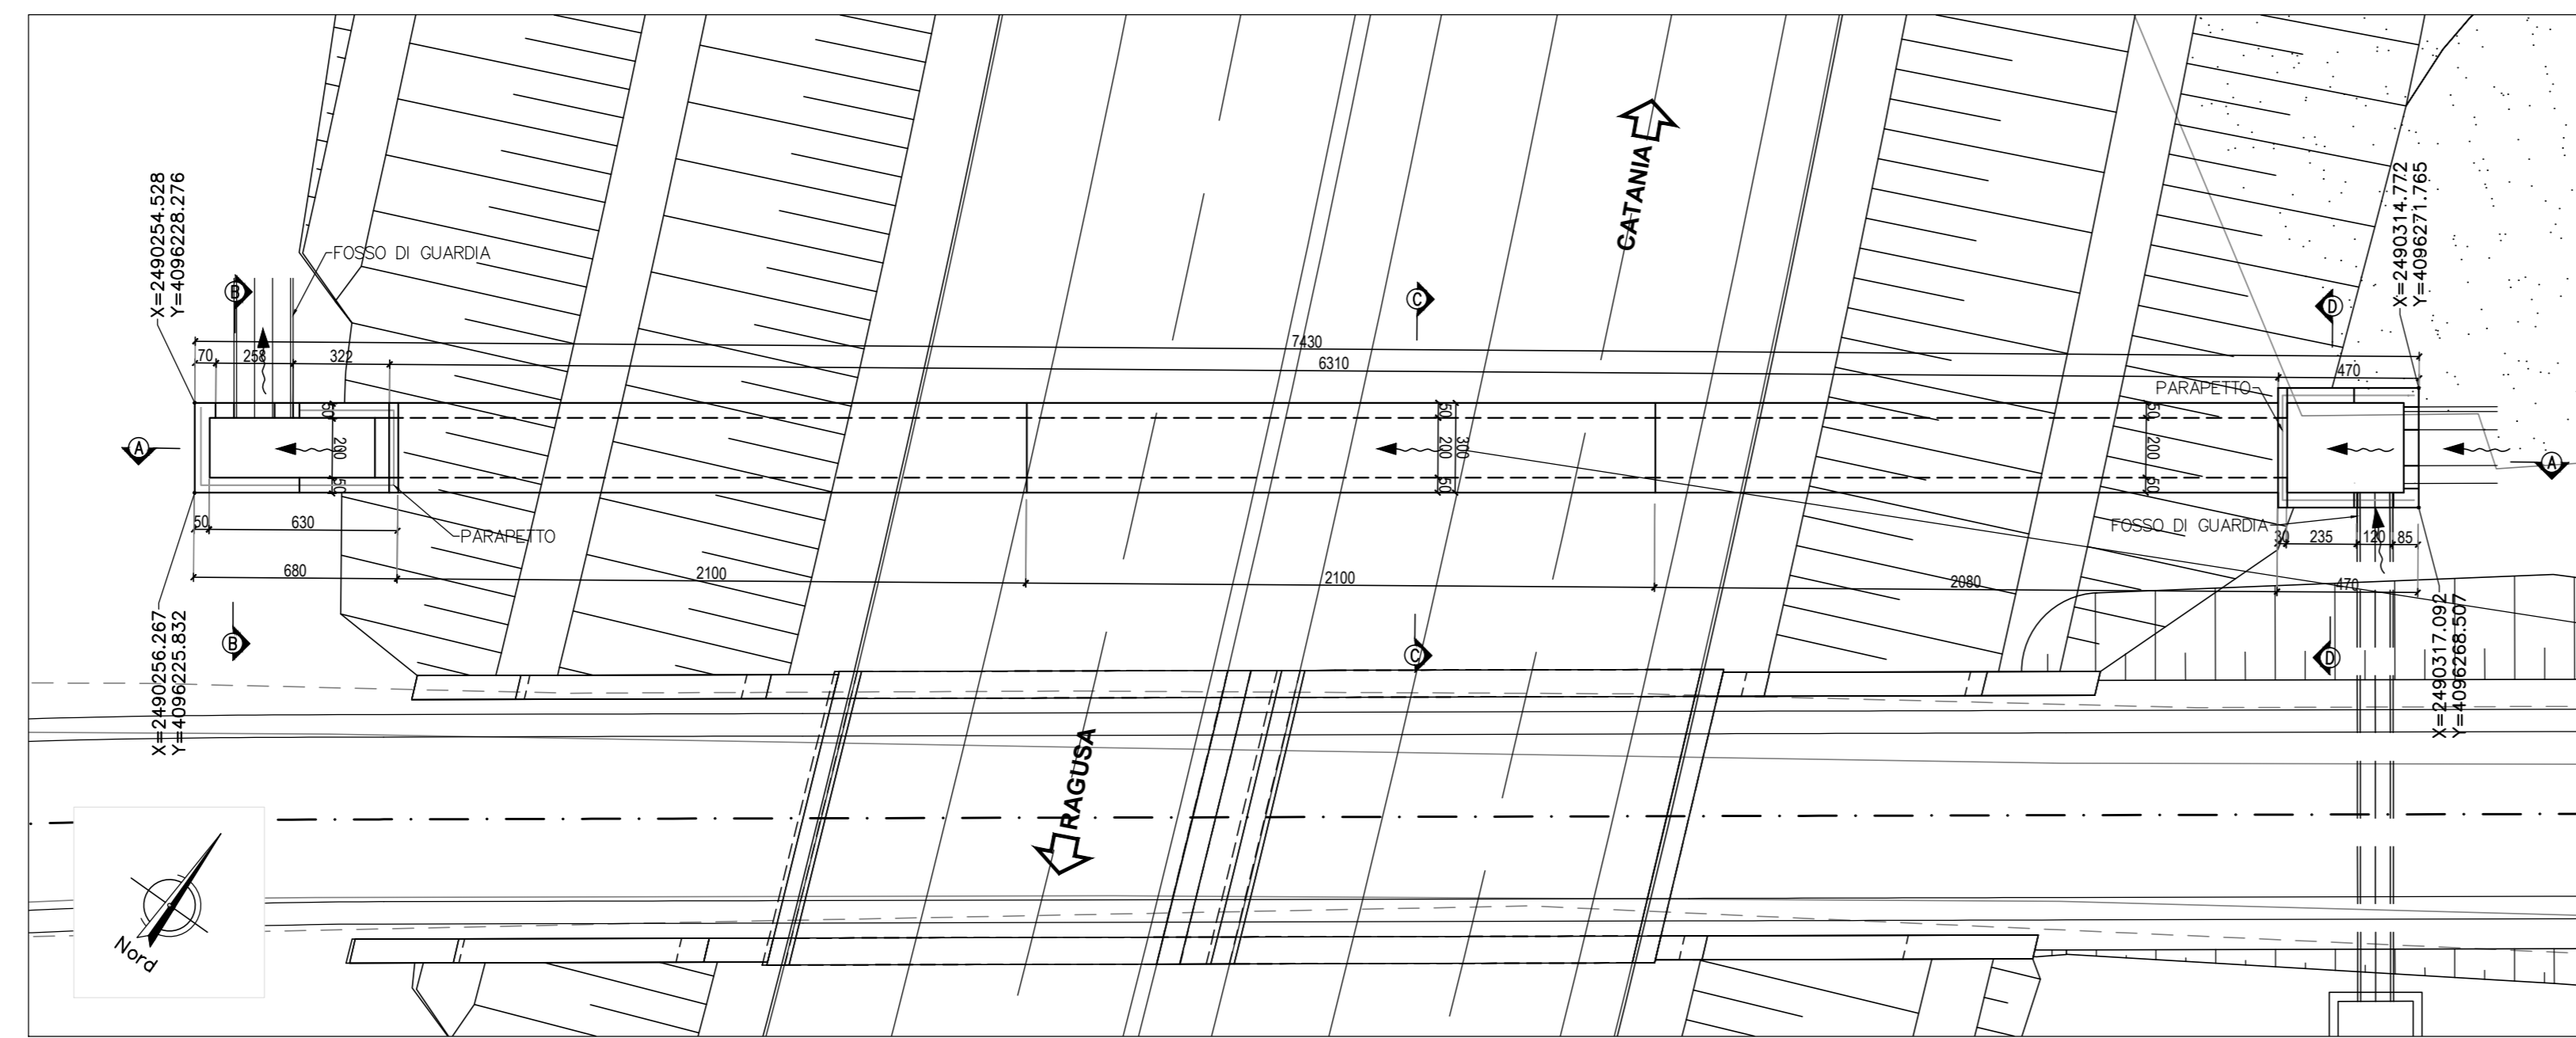 X=2490254.528
Y=4096228.276
FOSSO DI GUARDIA
B
CATANIA
C
X=2490314.772
Y=4096271.765
D
7430
70
258
322
6310
470
PARAPETTO
A
50
200
50
50
200
50
300
50
200
50
A
50
630
PARAPETTO
FOSSO DI GUARDIA
30
235
120
85
680
2100
2100
2080
470
X=2490256.267
Y=4096225.832
B
C
D
X=2490317.092
Y=4096268.507
RAGUSA
Nord